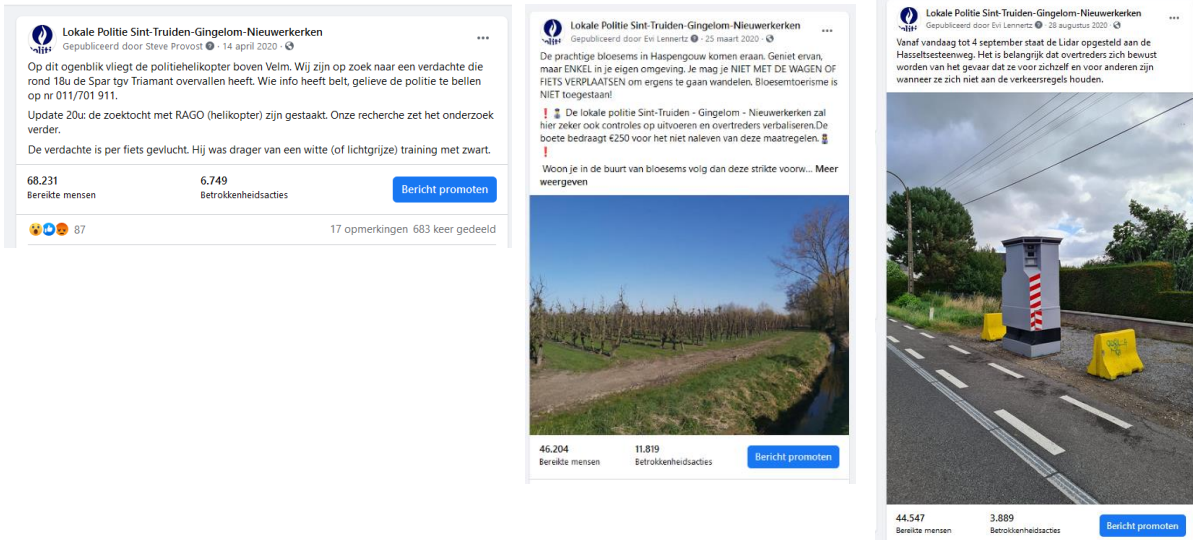 Lokale Politie Sint-Truiden-Gingelom-Nieuwerkerken
Gepubliceerd door Steve Provost · 14 april 2020 ·
Op dit ogenblik vliegt de politiehelikopter boven Velm. Wij zijn op zoek naar een verdachte die
rond 18u de Spar tgv Triamant overvallen heeft. Wie info heeft belt, gelieve de politie te bellen
op nr 011/701 911.
Update 20u: de zoektocht met RAGO (helikopter) zijn gestaakt. Onze recherche zet het onderzoek
verder.
De verdachte is per fiets gevlucht. Hij was drager van een witte (of lichtgrijze) training met zwart.
68.231
Bereikte mensen
6.749
Betrokkenheidsacties
Bericht promoten
87
17 opmerkingen 683 keer gedeeld
Lokale Politie Sint-Truiden-Gingelom-Nieuwerkerken
Gepubliceerd door Evi Lennertz · 25 maart 2020 ·
De prachtige bloesems in Haspengouw komen eraan. Geniet ervan,
maar ENKEL in je eigen omgeving. Je mag je NIET MET DE WAGEN OF
FIETS VERPLAATSEN om ergens te gaan wandelen. Bloesemtoerisme is
NIET toegestaan!
❗ De lokale politie Sint-Truiden - Gingelom - Nieuwerkerken zal
hier zeker ook controles op uitvoeren en overtreders verbaliseren.De
boete bedraagt €250 voor het niet naleven van deze maatregelen.
❗
Woon je in de buurt van bloesems volg dan deze strikte voorw... Meer
weergeven
46.204
Bereikte mensen
11.819
Betrokkenheidsacties
Bericht promoten
Lokale Politie Sint-Truiden-Gingelom-Nieuwerkerken
Gepubliceerd door Evi Lennertz · 28 augustus 2020 ·
Vanaf vandaag tot 4 september staat de Lidar opgesteld aan de
Hasseltsesteenweg. Het is belangrijk dat overtreders zich bewust
worden van het gevaar dat ze voor zichzelf en voor anderen zijn
wanneer ze zich niet aan de verkeersregels houden.
44.547
Bereikte mensen
3.889
Betrokkenheidsacties
Bericht promoten